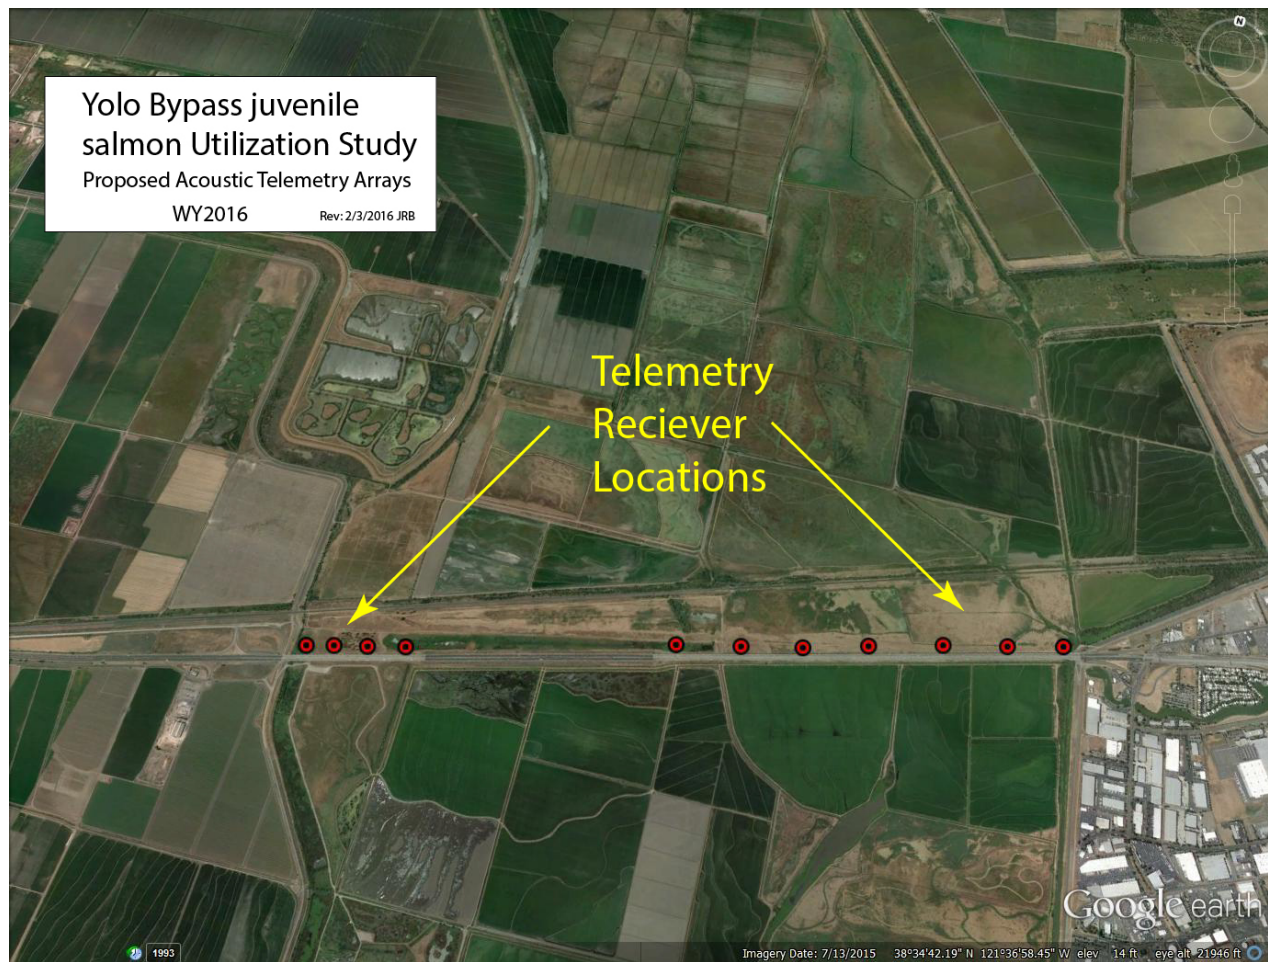 N
Yolo Bypass juvenile
salmon Utilization Study
Proposed Acoustic Telemetry Arrays
WY2016 Rev: 2/3/2016 JRB
Telemetry
Reciever
Locations
Google earth
1993
Imagery Date: 7/13/2015 38°34'42.19" N 121°36'58.45" W elev 14 ft eye alt 21946 ft